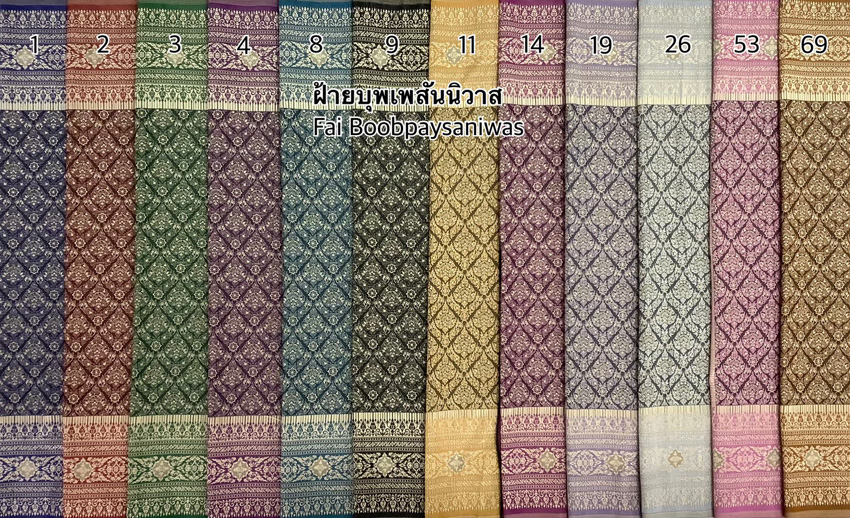 1 2 3 4 8 9 11 14 19 26 53 69
ฝ้ายบุพเพสันนิวาส
Fai Boobpaysaniwas